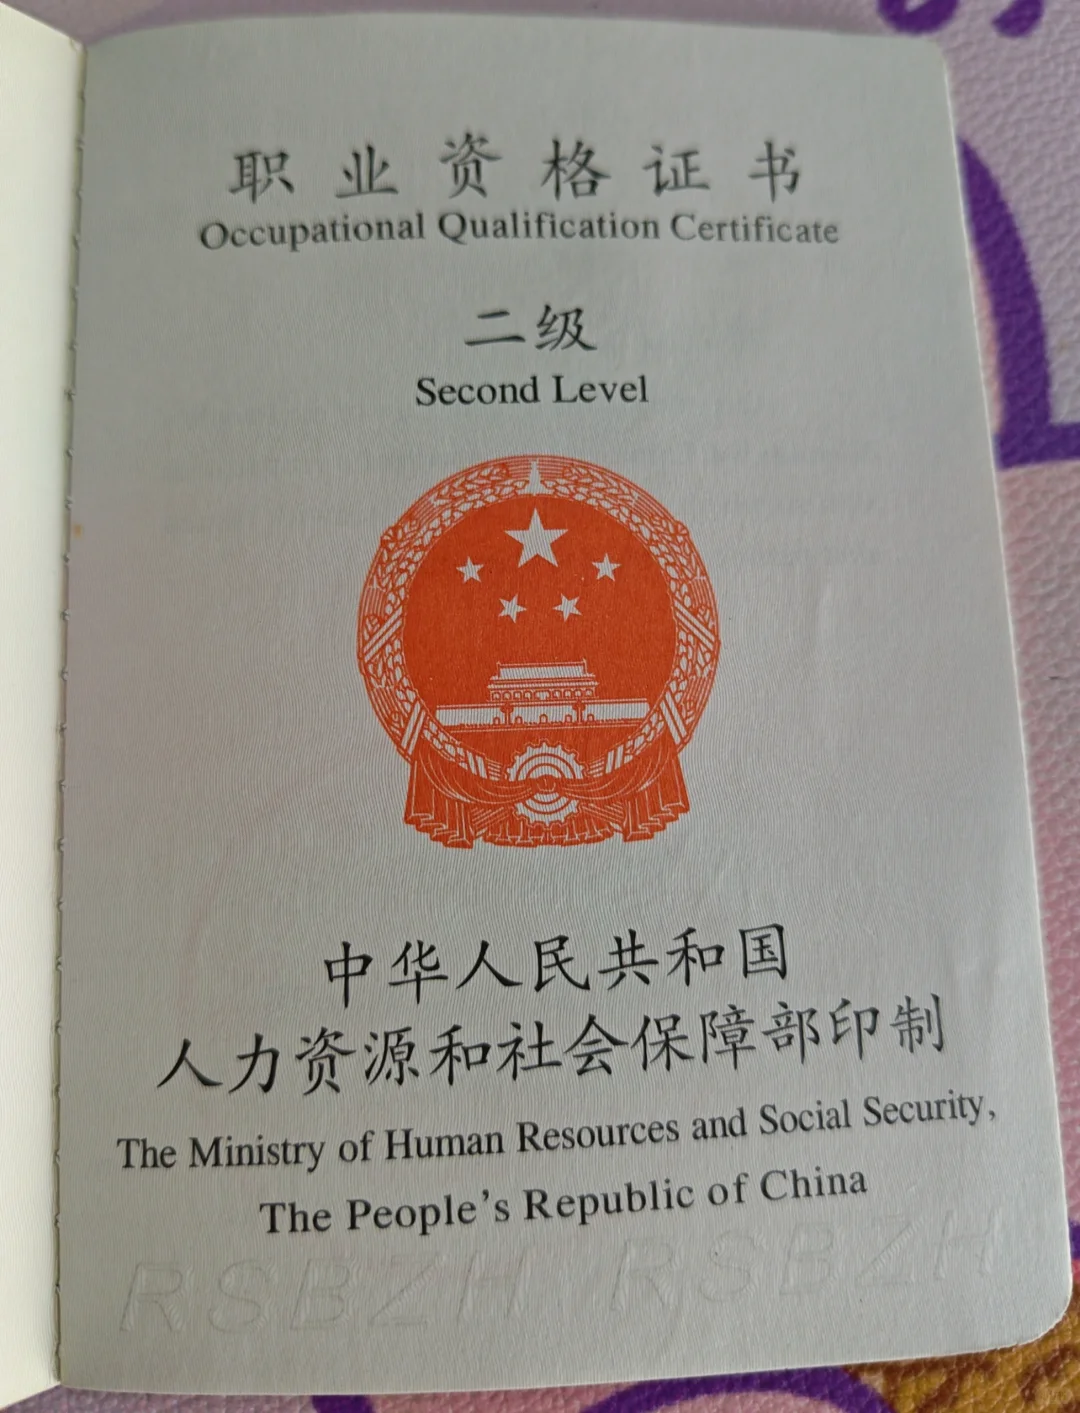 职业资格证书
Occupational Qualification Certificate
二级
Second Level
中华人民共和国
人力资源和社会保障部印制
The Ministry of Human Resources and Social Security,
The People's Republic of China
RSBZH RSBZH